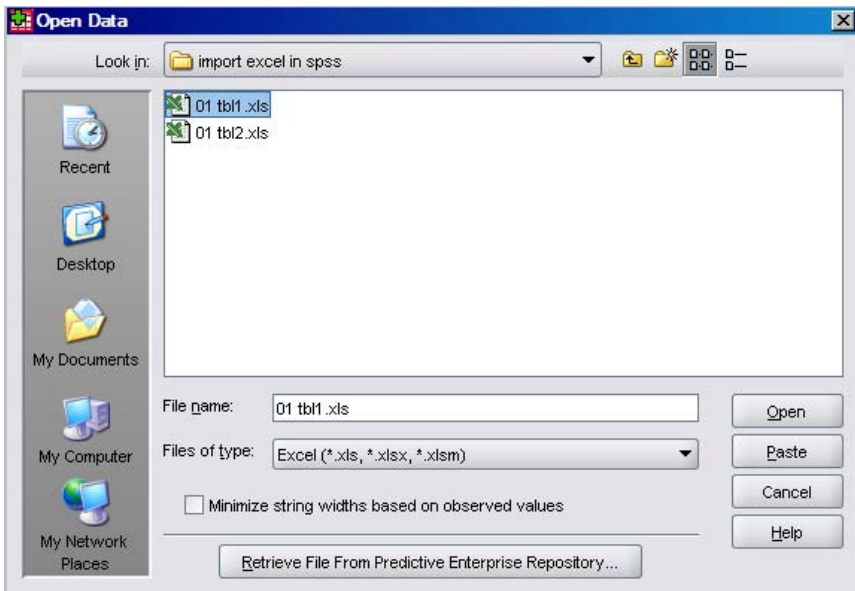 Open Data
Look in: import excel in spss
01 tbl1.xls
01 tbl2.xls
Recent
Desktop
My Documents
My Computer
My Network
Places
File name: 01 tbl1.xls
Files of type: Excel (*.xls, *.xlsx, *.xlsm)
Minimize string widths based on observed values
Retrieve File From Predictive Enterprise Repository...
Open
Paste
Cancel
Help